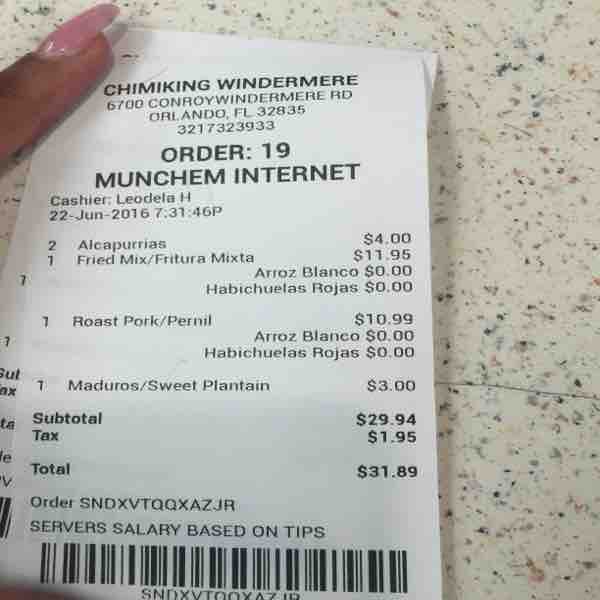 CHIMIKING WINDERMERE
6700 CONROYWINDERMERE RD
ORLANDO, FL 32835
3217323933
ORDER: 19
MUNCHEM INTERNET
Cashier: Leodela H
22-Jun-2016 7:31:46P
2 Alcapurrias $4.00
1 Fried Mix/Fritura Mixta $11.95
Arroz Blanco $0.00
Habichuelas Rojas $0.00
1 Roast Pork/Pernil $10.99
Arroz Blanco $0.00
Habichuelas Rojas $0.00
1 Maduros/Sweet Plantain $3.00
Subtotal $29.94
Tax $1.95
Total $31.89
Order SNDXVTQQXAZJR
SERVERS SALARY BASED ON TIPS
SNDXVTQQXAZJR